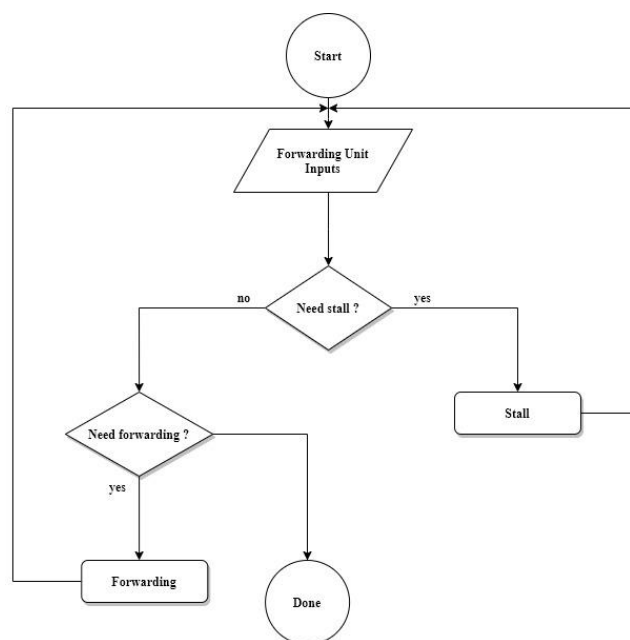 Start
Forwarding Unit
Inputs
no
Need stall ?
yes
Need forwarding ?
Stall
yes
Forwarding
Done